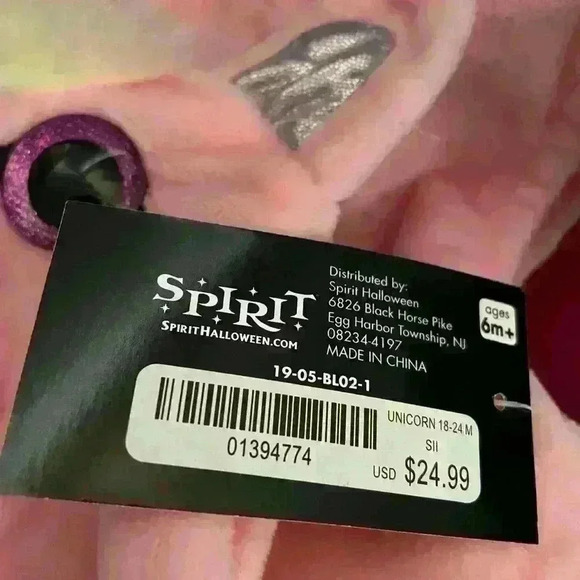 SPIRIT
SPIRITHALLOWEEN.COM
Distributed by:
Spirit Halloween
6826 Black Horse Pike
Egg Harbor Township, NJ
08234-4197
MADE IN CHINA
ages
6m+
19-05-BL02-1
UNICORN 18-24 M
SII
01394774
USD $24.99